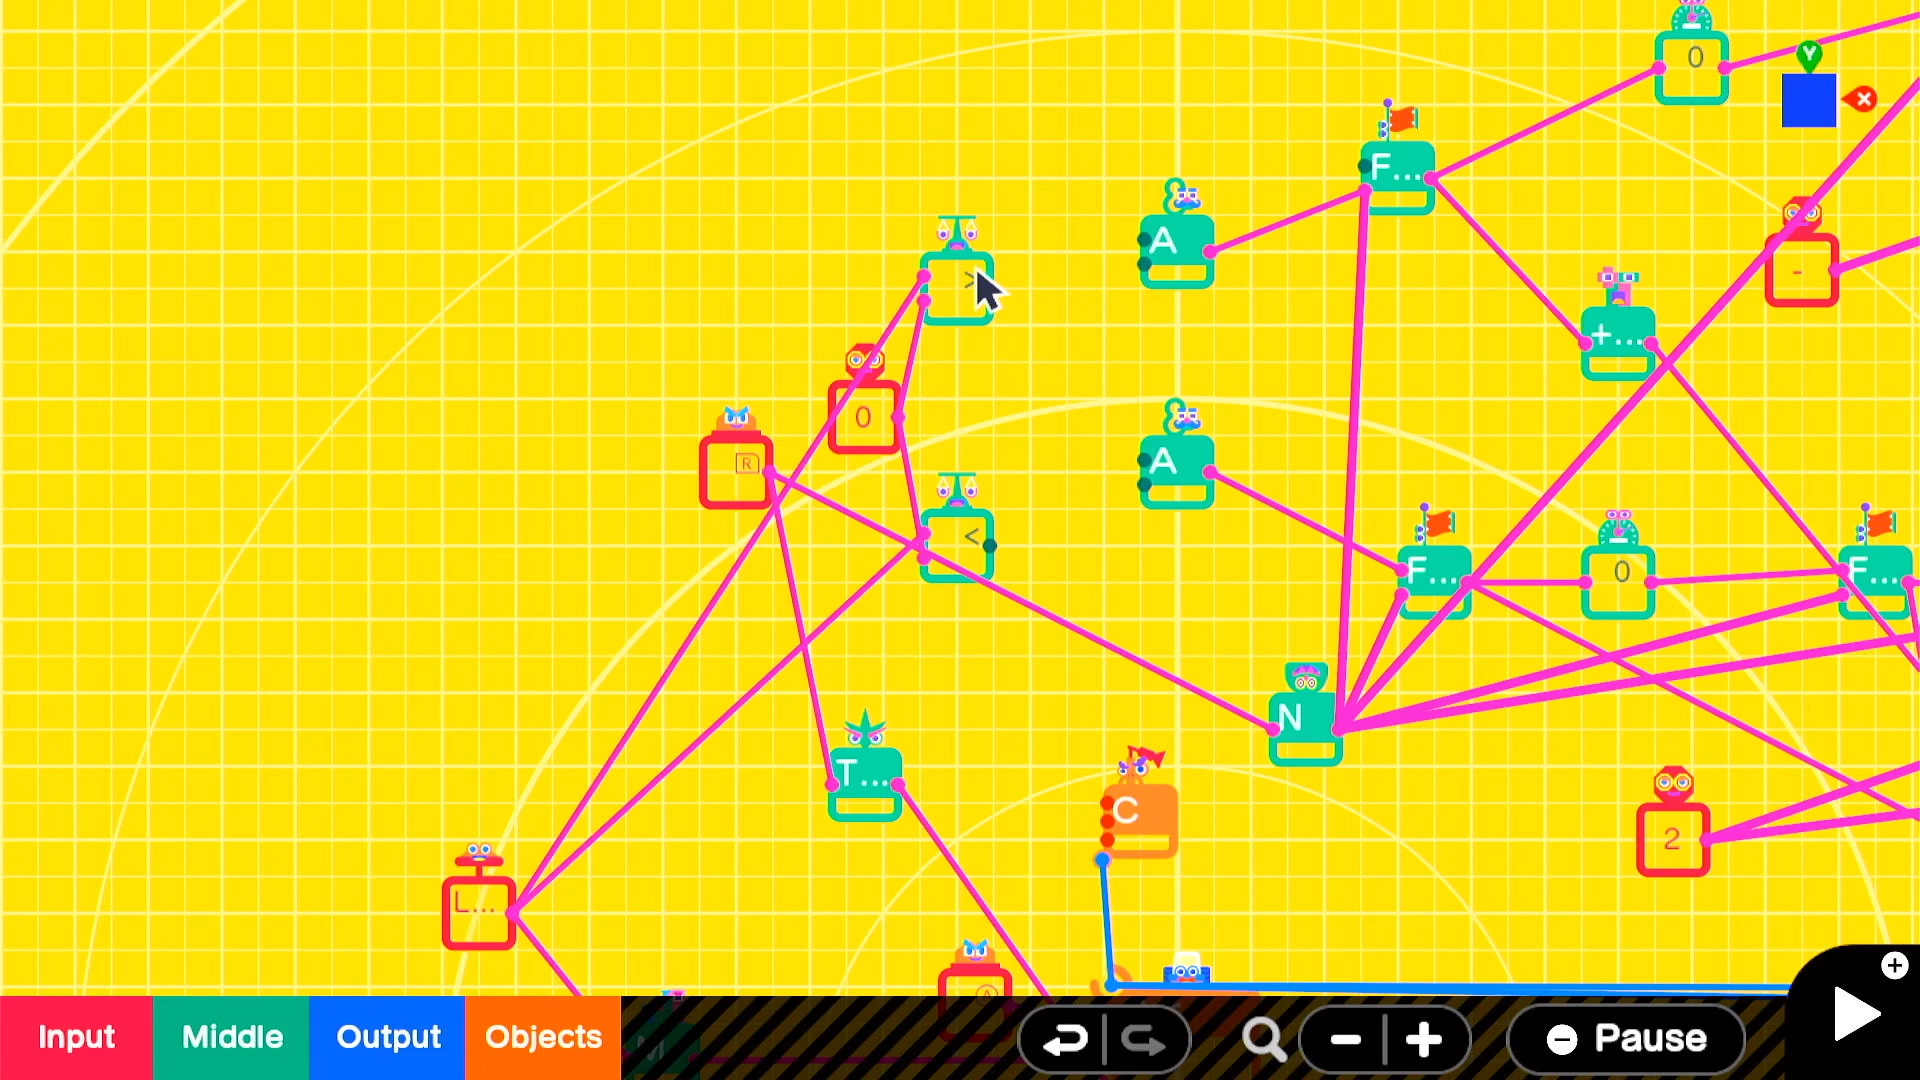 0
Y
F...
A
-
>
+...
0
R
A
<
F...
0
F...
N
T...
C
2
L...
A
M
Input
Middle
Output
Objects
Pause